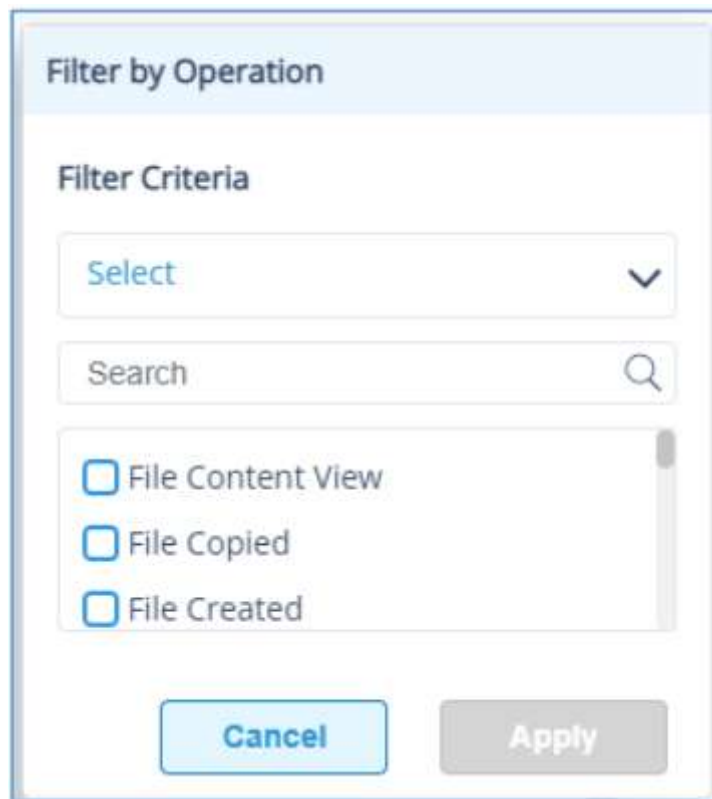 Filter by Operation
Filter Criteria
Select
Search
File Content View
File Copied
File Created
Cancel
Apply